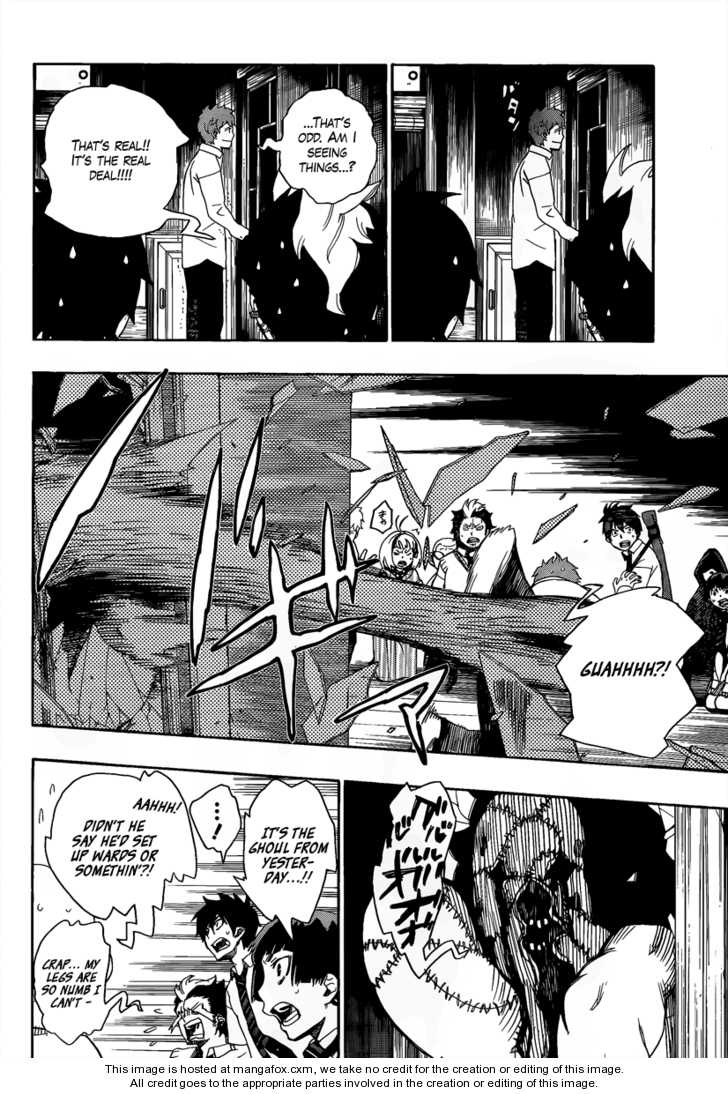 バタン
...THAT'S
ODD. AM I
SEEING
THINGS...?
THAT'S REAL!!
IT'S THE REAL
DEAL!!!!
GUAHHHH?!
IT'S THE
GHOUL FROM
YESTER-
DAY...!!
...!
AAHHH!
DIDN'T HE
SAY HE'D SET
UP WARDS OR
SOMETHIN'?!
CRAP... MY
LEGS ARE
SO NUMB I
CAN'T -
This image is hosted at mangafox.cxm, we take no credit for the creation or editing of this image.
All credit goes to the appropriate parties involved in the creation or editing of this image.